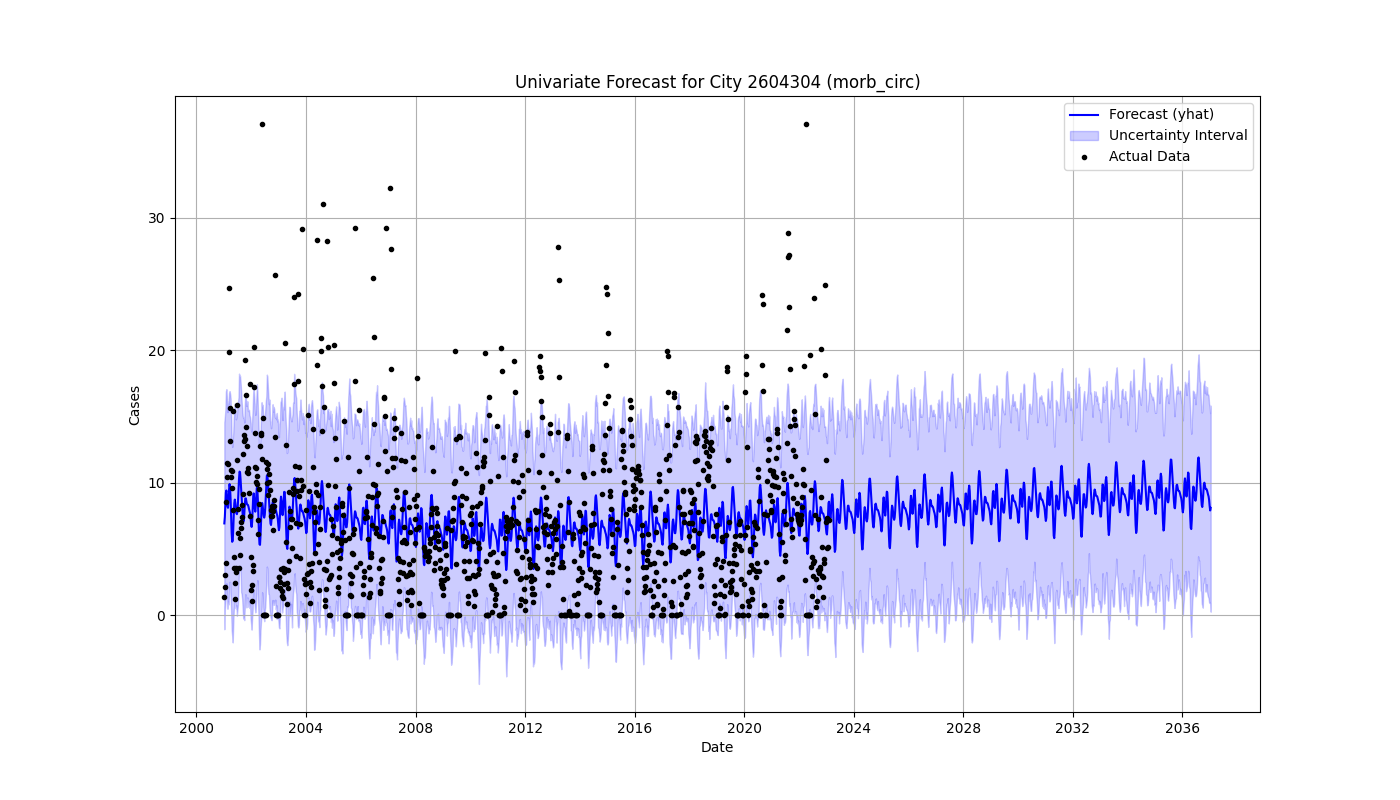 Univariate Forecast for City 2604304 (morb_circ)
Forecast (yhat)
Uncertainty Interval
Actual Data
Cases
30
20
10
0
2000 2004 2008 2012 2016 2020 2024 2028 2032 2036
Date